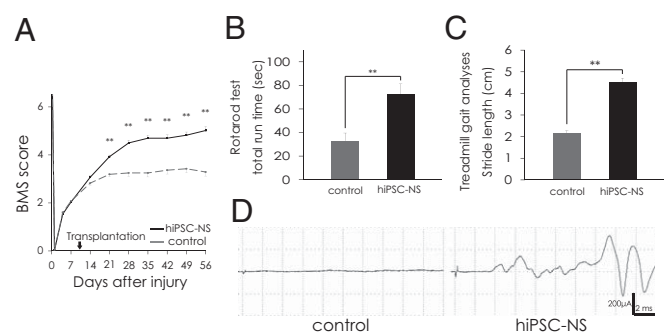 A
BMS score
6
4
2
0
**
**
**
**
**
**
hiPSC-NS
control
Transplantation
0 7 14 21 28 35 42 49 56
Days after injury
B
Rotarod test
total run time (sec)
100
80
60
40
20
0
**
control hiPSC-NS
C
Treadmill gait analyses
Stride length (cm)
6
5
4
3
2
1
0
**
control hiPSC-NS
D
200μA
2 ms
control hiPSC-NS